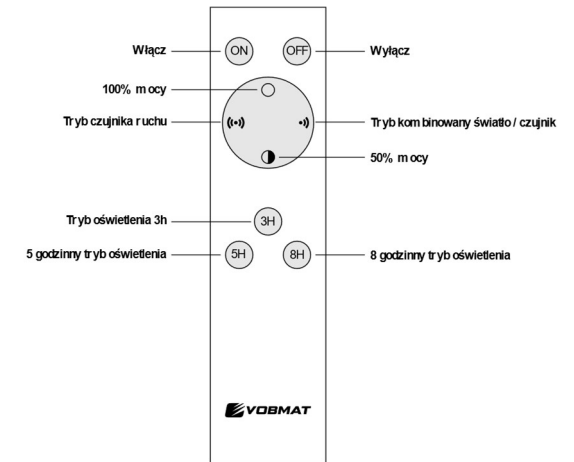 Włącz
ON
OFF
Wyłącz
100% mocy
Tryb czujnika ruchu
Tryb kombinowany światło / czujnik
50% mocy
Tryb oświetlenia 3h
3H
5 godzinny tryb oświetlenia
5H
8H
8 godzinny tryb oświetlenia
VOBMAT